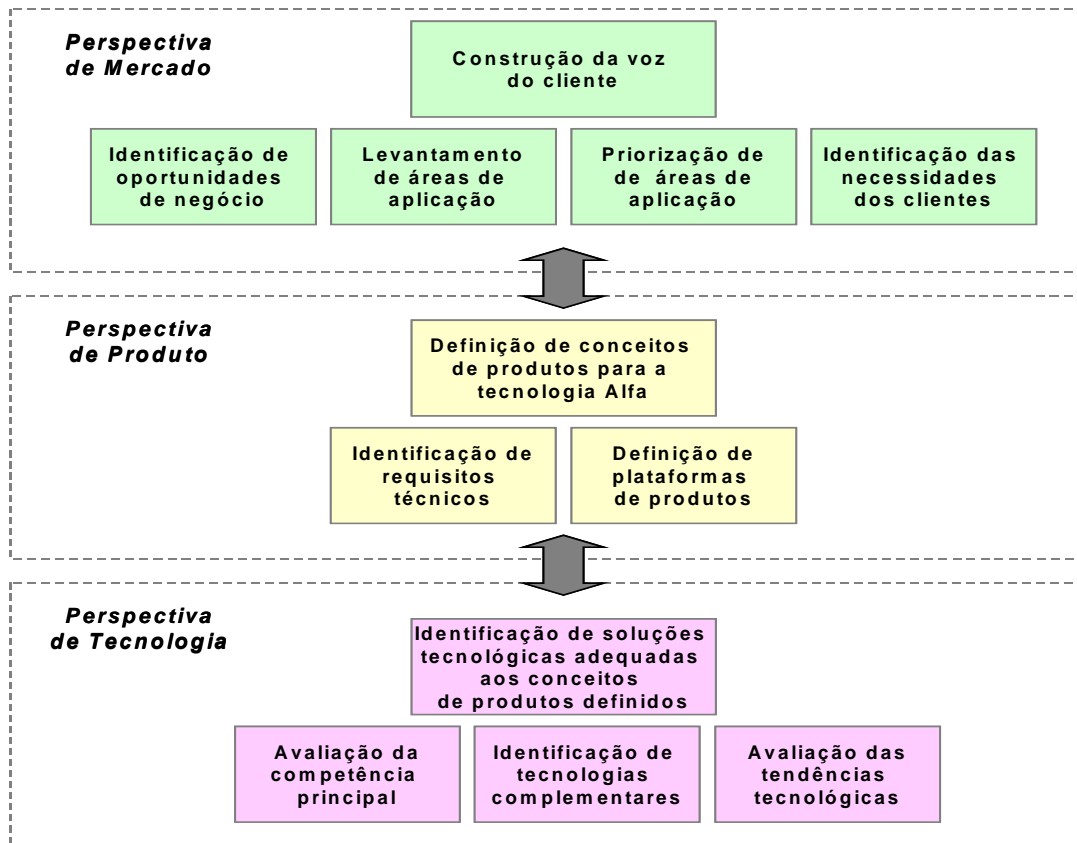 Perspectiva
de Mercado
Construção da voz
do cliente
Identificação de
oportunidades
de negócio
Levantamento
de áreas de
aplicação
Priorização de
de áreas de
aplicação
Identificação das
necessidades
dos clientes
Perspectiva
de Produto
Definição de conceitos
de produtos para a
tecnologia Alfa
Identificação de
requisitos
técnicos
Definição de
plataformas
de produtos
Perspectiva
de Tecnologia
Identificação de soluções
tecnológicas adequadas
aos conceitos
de produtos definidos
Avaliação da
competência
principal
Identificação de
tecnologias
complementares
Avaliação das
tendências
tecnológicas